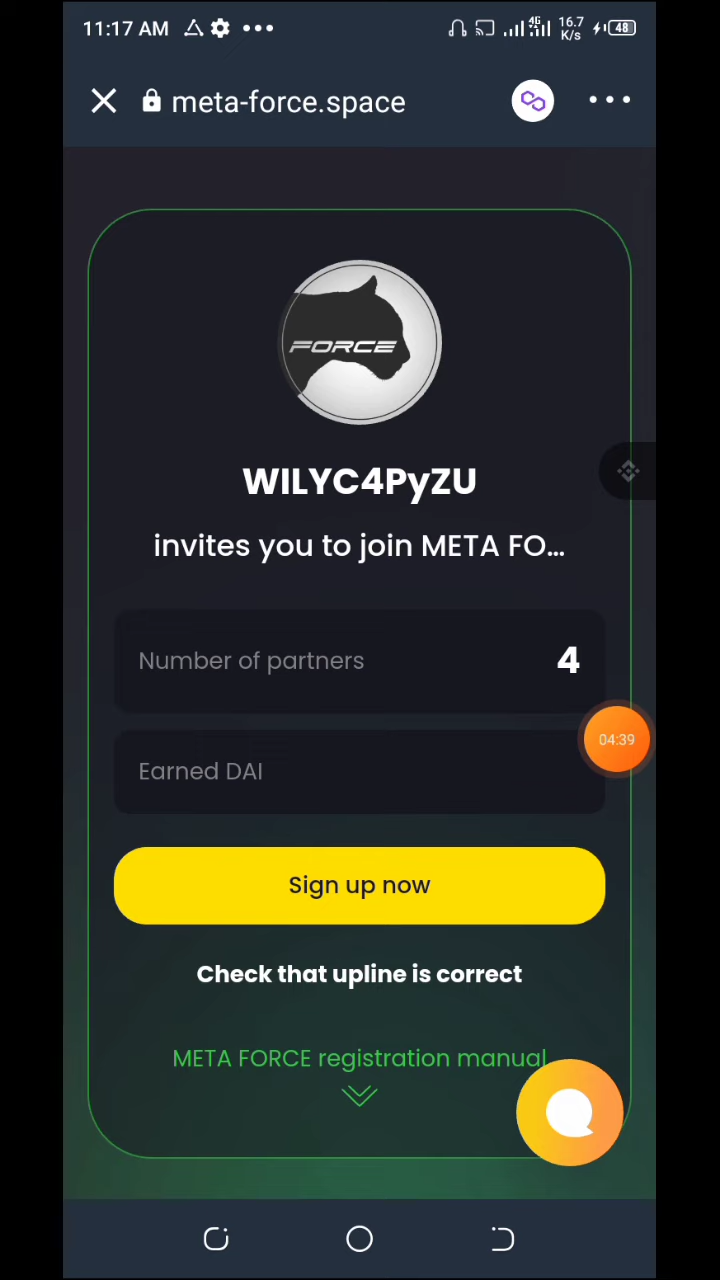 11:17 AM
4G
16.7
K/s
48
meta-force.space
FORCE
WILYC4PyZU
invites you to join META FO...
Number of partners
4
04:39
Earned DAI
Sign up now
Check that upline is correct
META FORCE registration manual